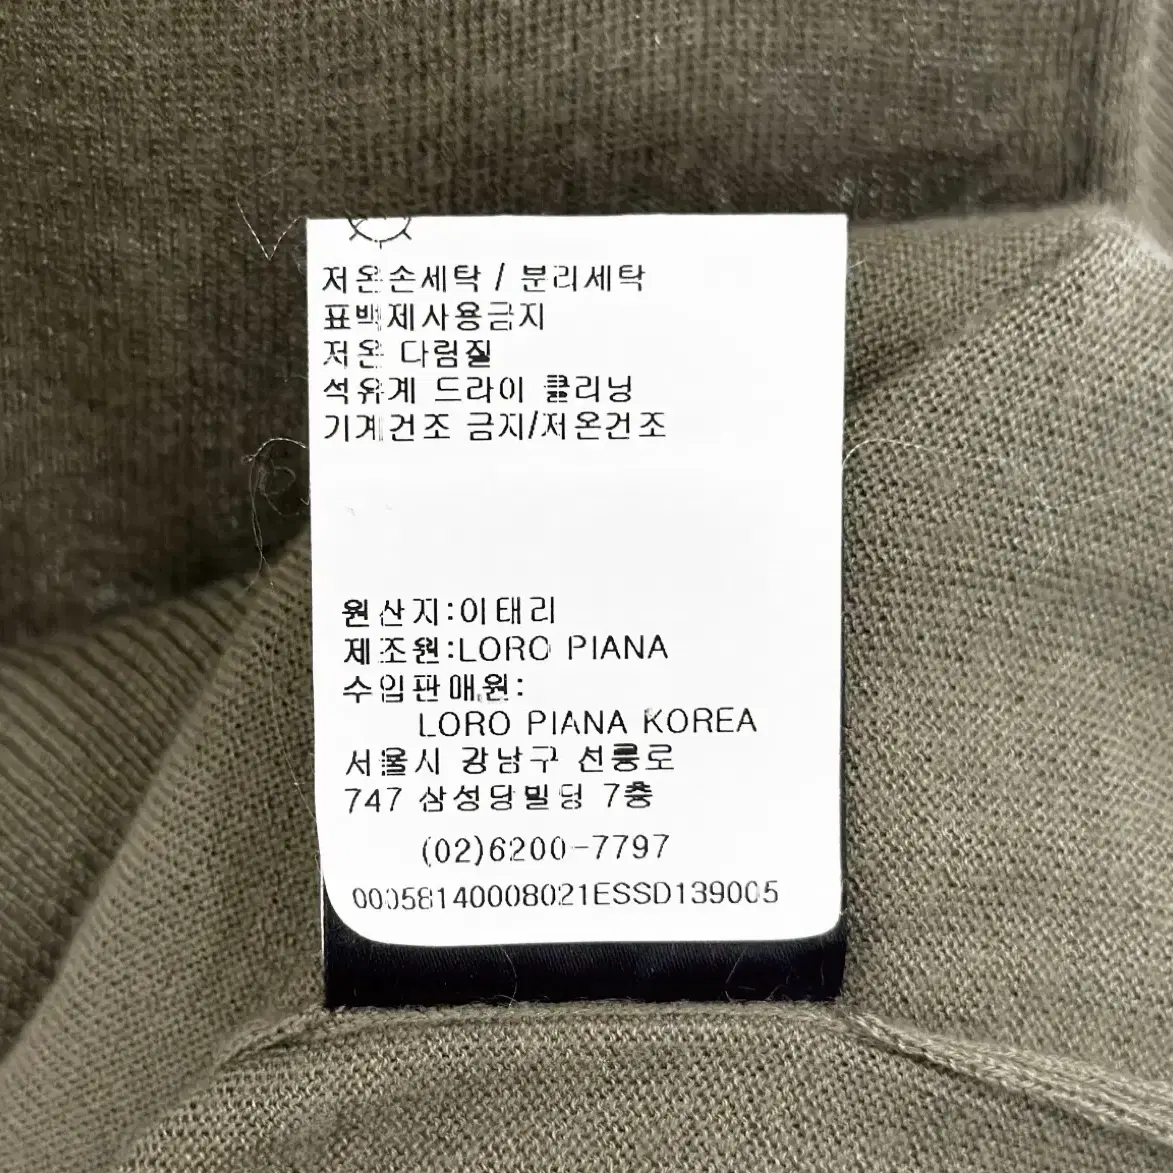 저온손세탁 / 분리세탁
표백제사용금지
저온 다림질
석유계 드라이 클리닝
기계건조 금지/저온건조
원산지:이태리
제조원:LORO PIANA
수입판매원:
LORO PIANA KOREA
서울시 강남구 선릉로
747 삼성당빌딩 7층
(02)6200-7797
00058140008021ESSD139005